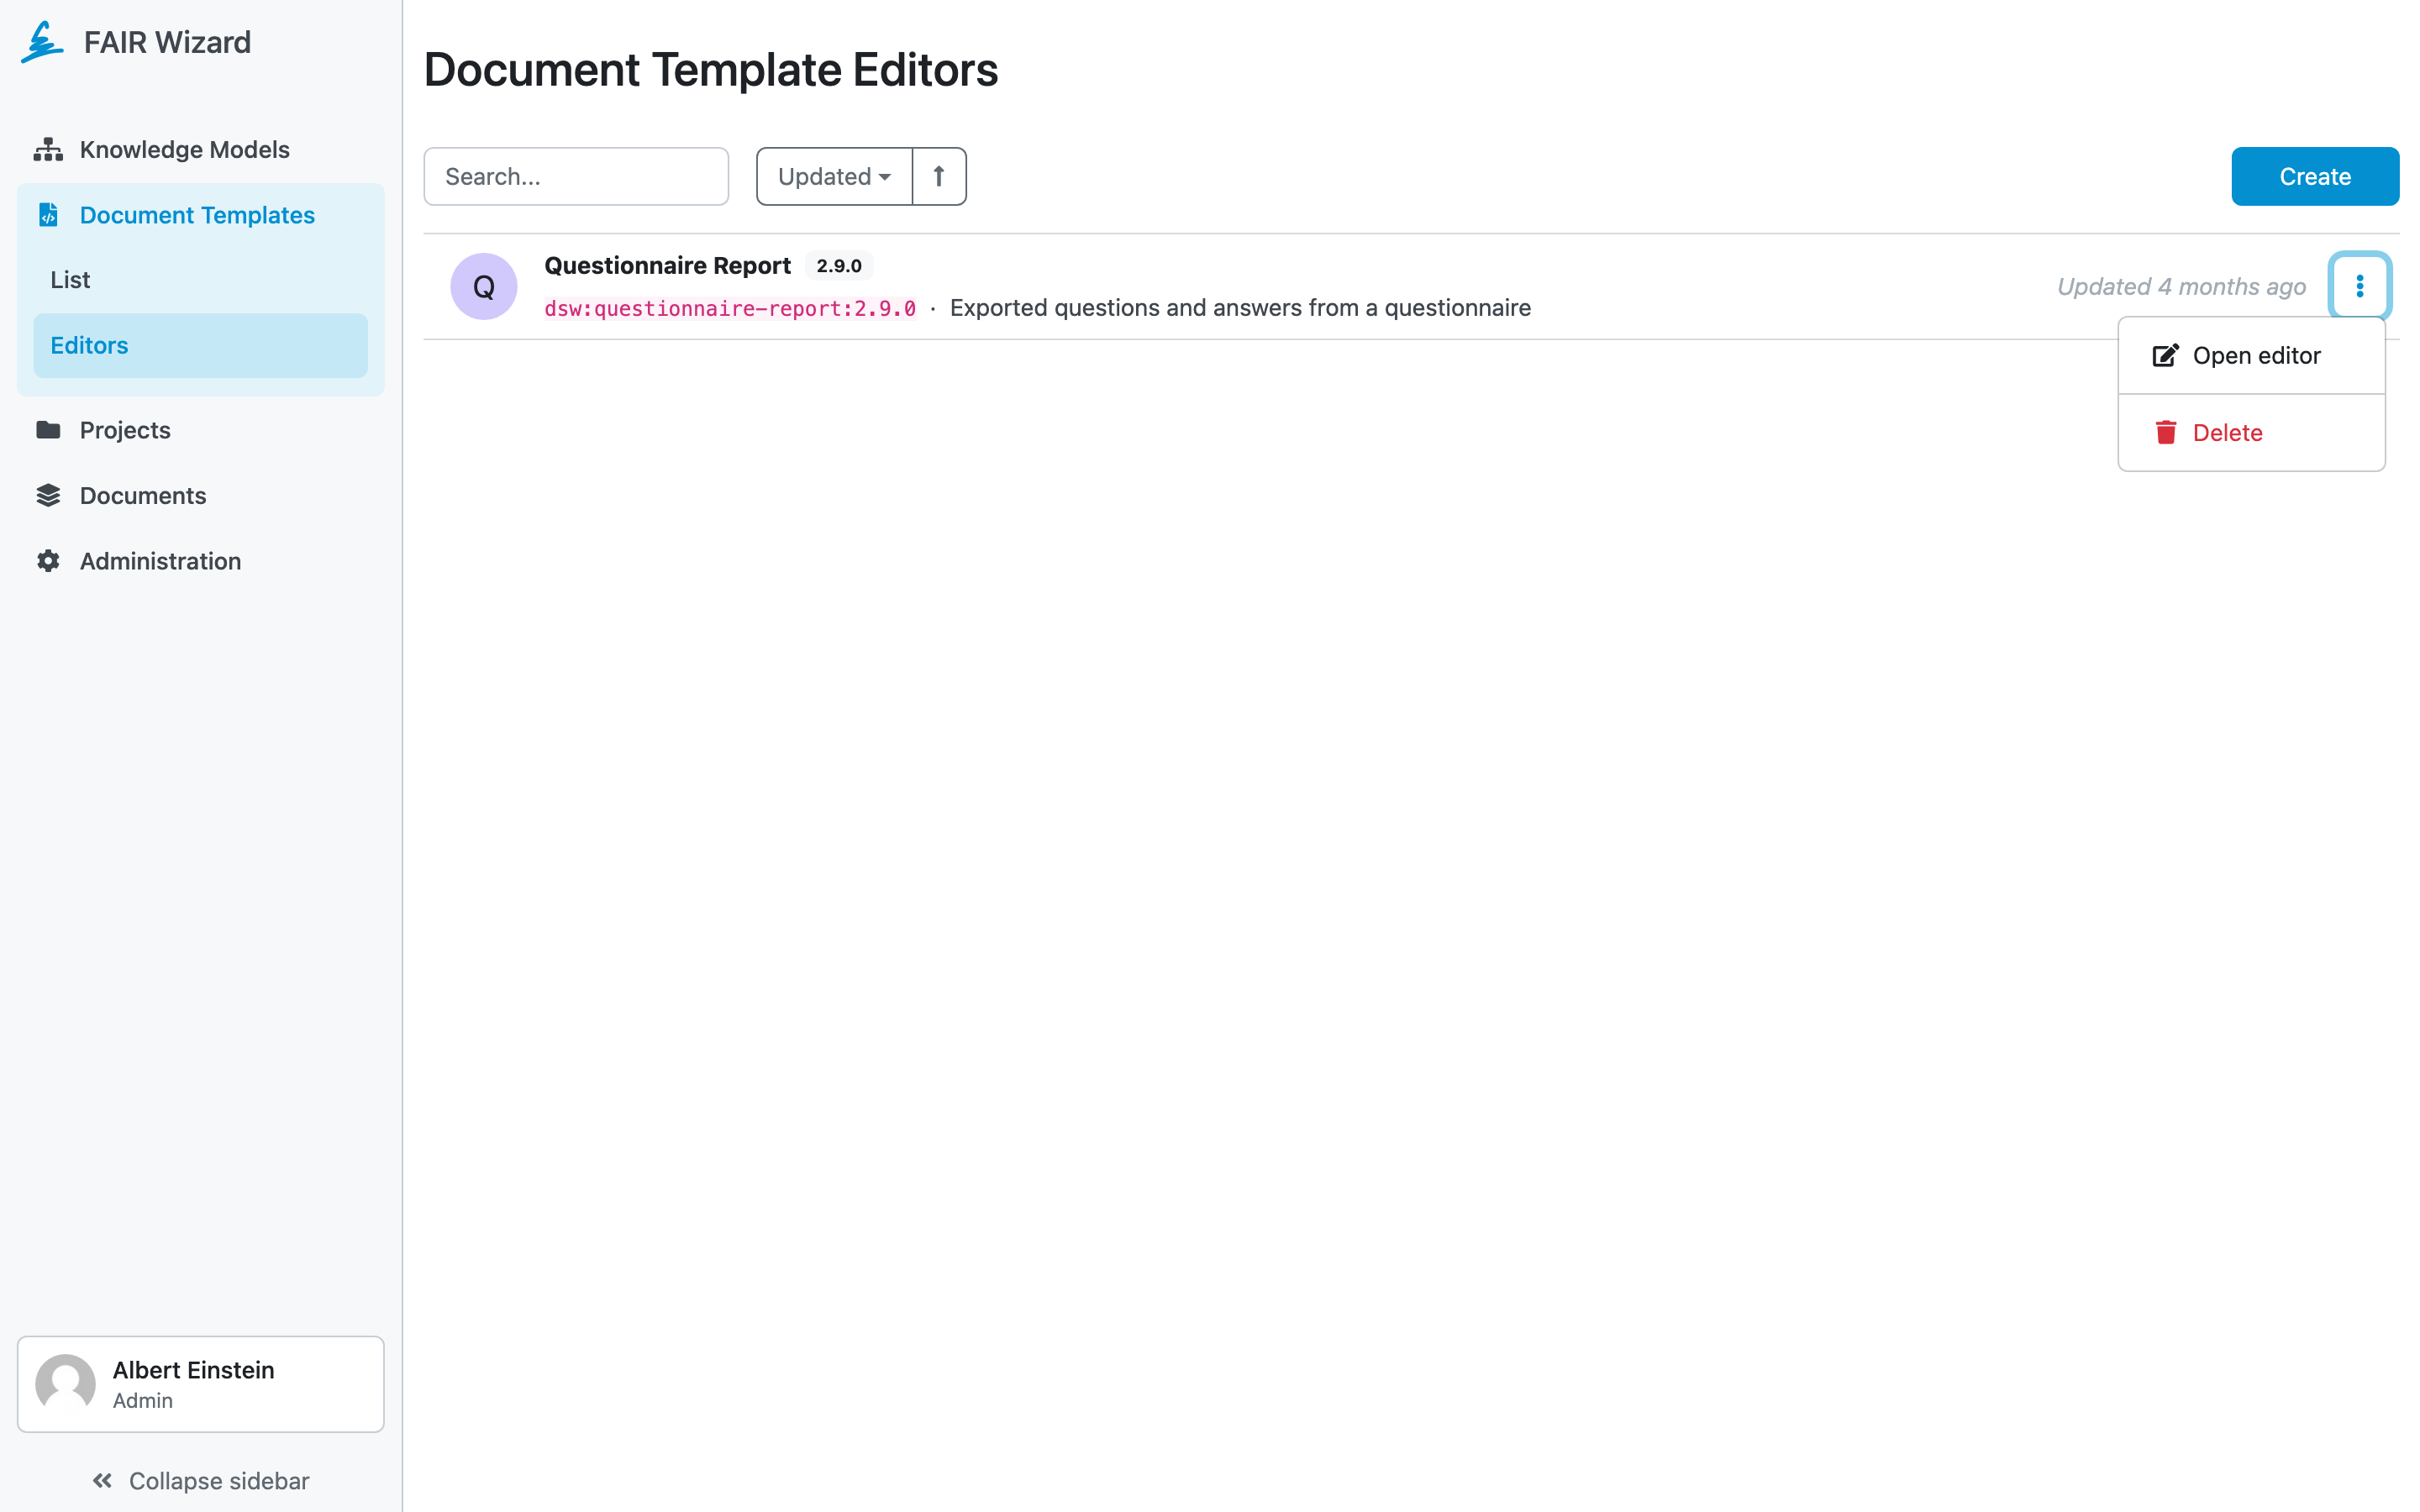 FAIR Wizard
Knowledge Models
Document Templates
List
Editors
Projects
Documents
Administration
Albert Einstein
Admin
Collapse sidebar
Document Template Editors
Search...
Updated
Create
Q
Questionnaire Report 2.9.0
dsw:questionnaire-report:2.9.0 · Exported questions and answers from a questionnaire
Updated 4 months ago
Open editor
Delete